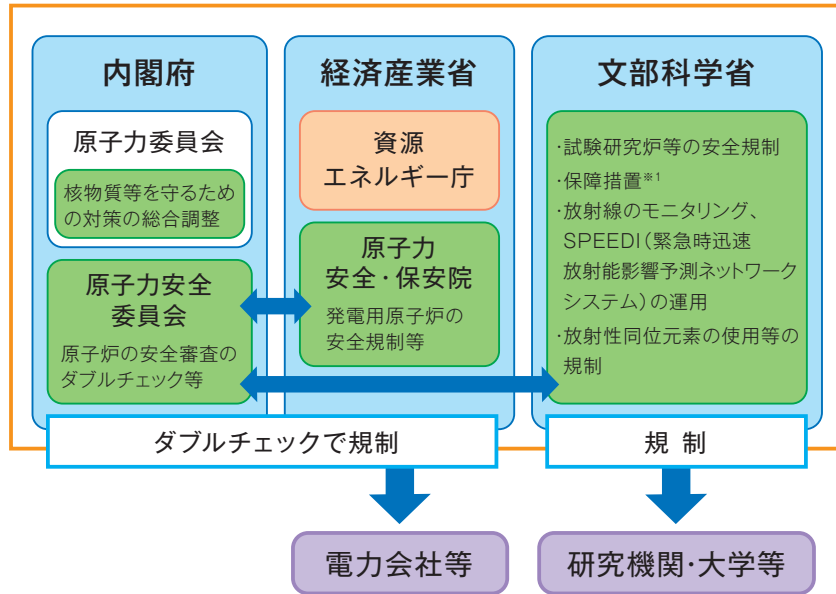 内閣府
原子力委員会
核物質等を守るため
の対策の総合調整
原子力安全
委員会
原子炉の安全審査の
ダブルチェック等
経済産業省
資源
エネルギー庁
原子力
安全・保安院
発電用原子炉の
安全規制等
文部科学省
・試験研究炉等の安全規制
・保障措置※1
・放射線のモニタリング、
SPEEDI(緊急時迅速
放射能影響予測ネットワーク
システム)の運用
・放射性同位元素の使用等の
規制
ダブルチェックで規制
規 制
電力会社等
研究機関・大学等